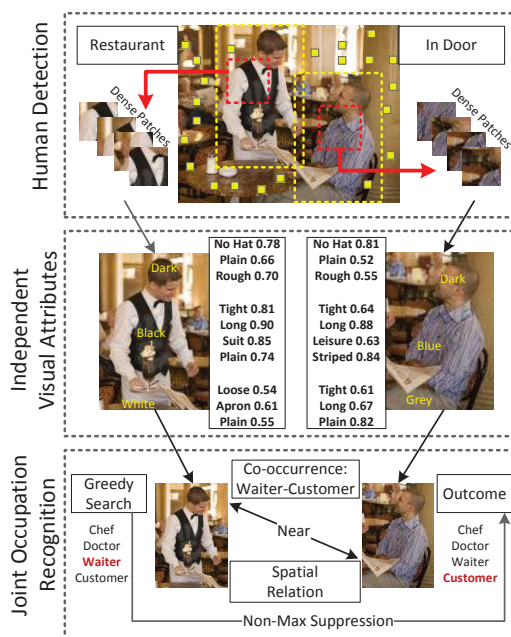 Human Detection
Restaurant
In Door
Dense Patches
Dense Patches
Independent
Visual Attributes
Dark
Black
White
No Hat 0.78
Plain 0.66
Rough 0.70
Tight 0.81
Long 0.90
Suit 0.85
Plain 0.74
Loose 0.54
Apron 0.61
Plain 0.55
No Hat 0.81
Plain 0.52
Rough 0.55
Tight 0.64
Long 0.88
Leisure 0.63
Striped 0.84
Tight 0.61
Long 0.67
Plain 0.82
Dark
Blue
Grey
Joint Occupation
Recognition
Greedy
Search
Chef
Doctor
Waiter
Customer
Co-occurrence:
Waiter-Customer
Near
Spatial
Relation
Outcome
Chef
Doctor
Waiter
Customer
Non-Max Suppression